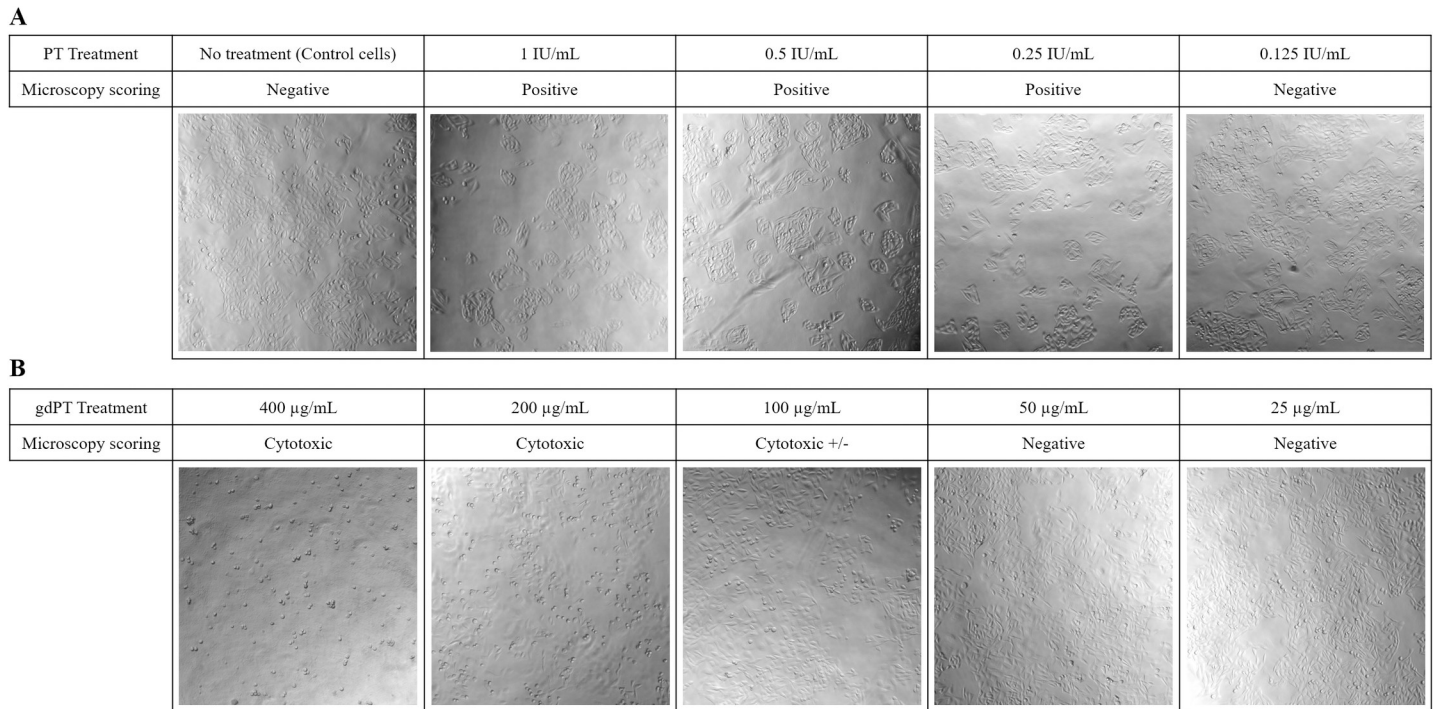 A
PT Treatment No treatment (Control cells) 1 IU/mL 0.5 IU/mL 0.25 IU/mL 0.125 IU/mL
Microscopy scoring Negative Positive Positive Positive Negative
B
gdPT Treatment 400 µg/mL 200 µg/mL 100 µg/mL 50 µg/mL 25 µg/mL
Microscopy scoring Cytotoxic Cytotoxic Cytotoxic +/- Negative Negative